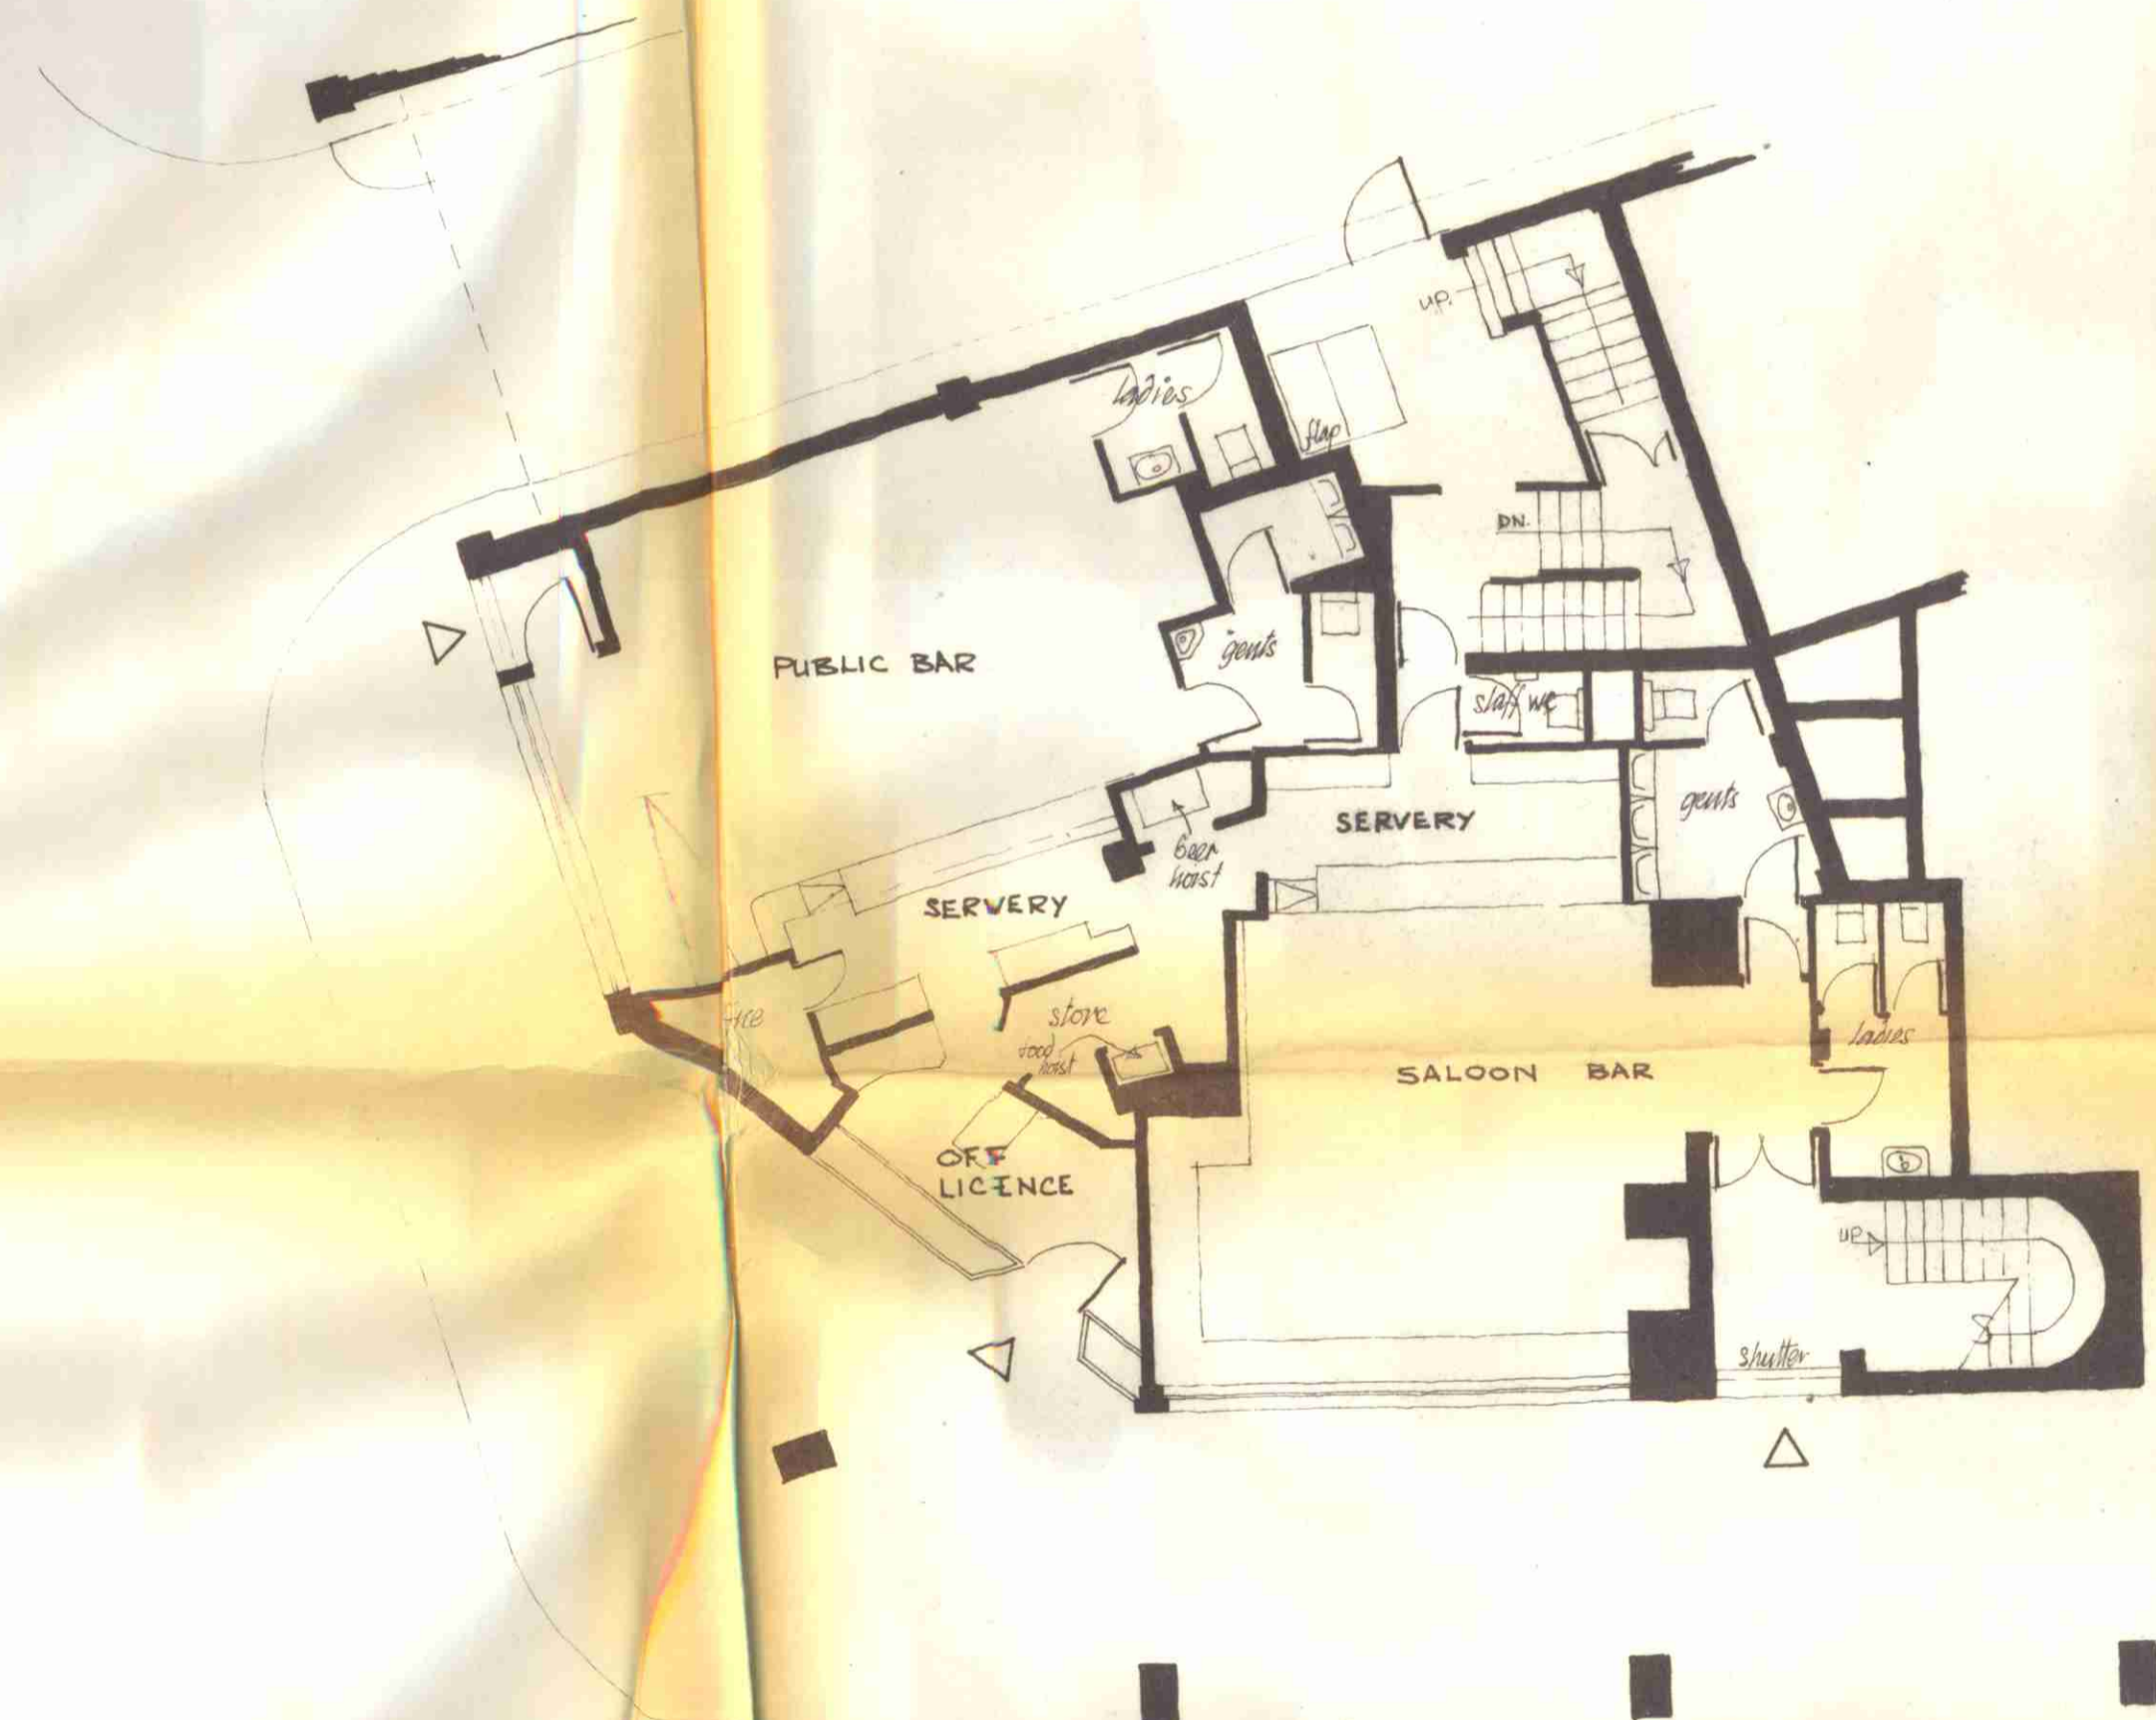 UP.
ladies
flap
DN.
PUBLIC BAR
gents
staff wc
gents
SERVERY
beer
hoist
SERVERY
store
food
hoist
ladies
SALOON BAR
OFF
LICENCE
UP
shutter